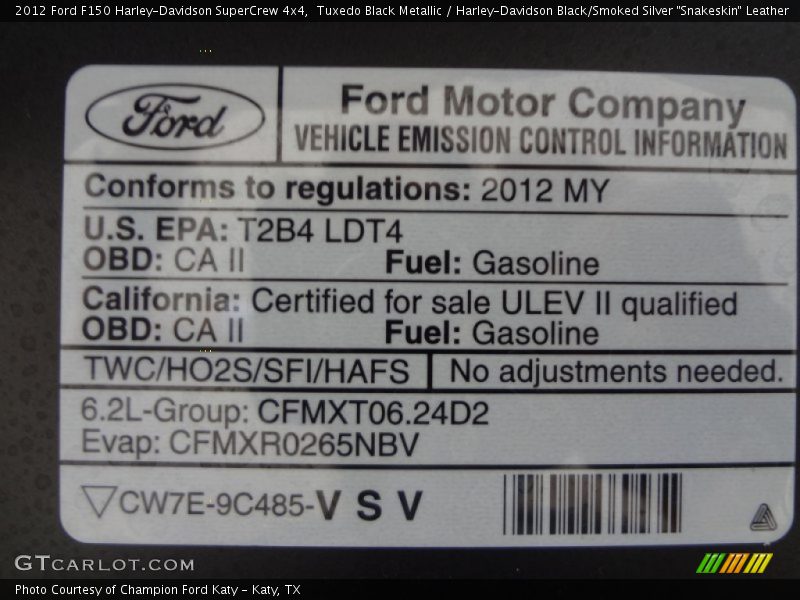 2012 Ford F150 Harley-Davidson SuperCrew 4x4,  Tuxedo Black Metallic / Harley-Davidson Black/Smoked Silver "Snakeskin" Leather
Ford
Ford Motor Company
VEHICLE EMISSION CONTROL INFORMATION
Conforms to regulations: 2012 MY
U.S. EPA: T2B4 LDT4
OBD: CA II Fuel: Gasoline
California: Certified for sale ULEV II qualified
OBD: CA II Fuel: Gasoline
TWC/HO2S/SFI/HAFS No adjustments needed.
6.2L-Group: CFMXT06.24D2
Evap: CFMXR0265NBV
CW7E-9C485-V S V
GTCARLOT.COM
Photo Courtesy of Champion Ford Katy - Katy, TX